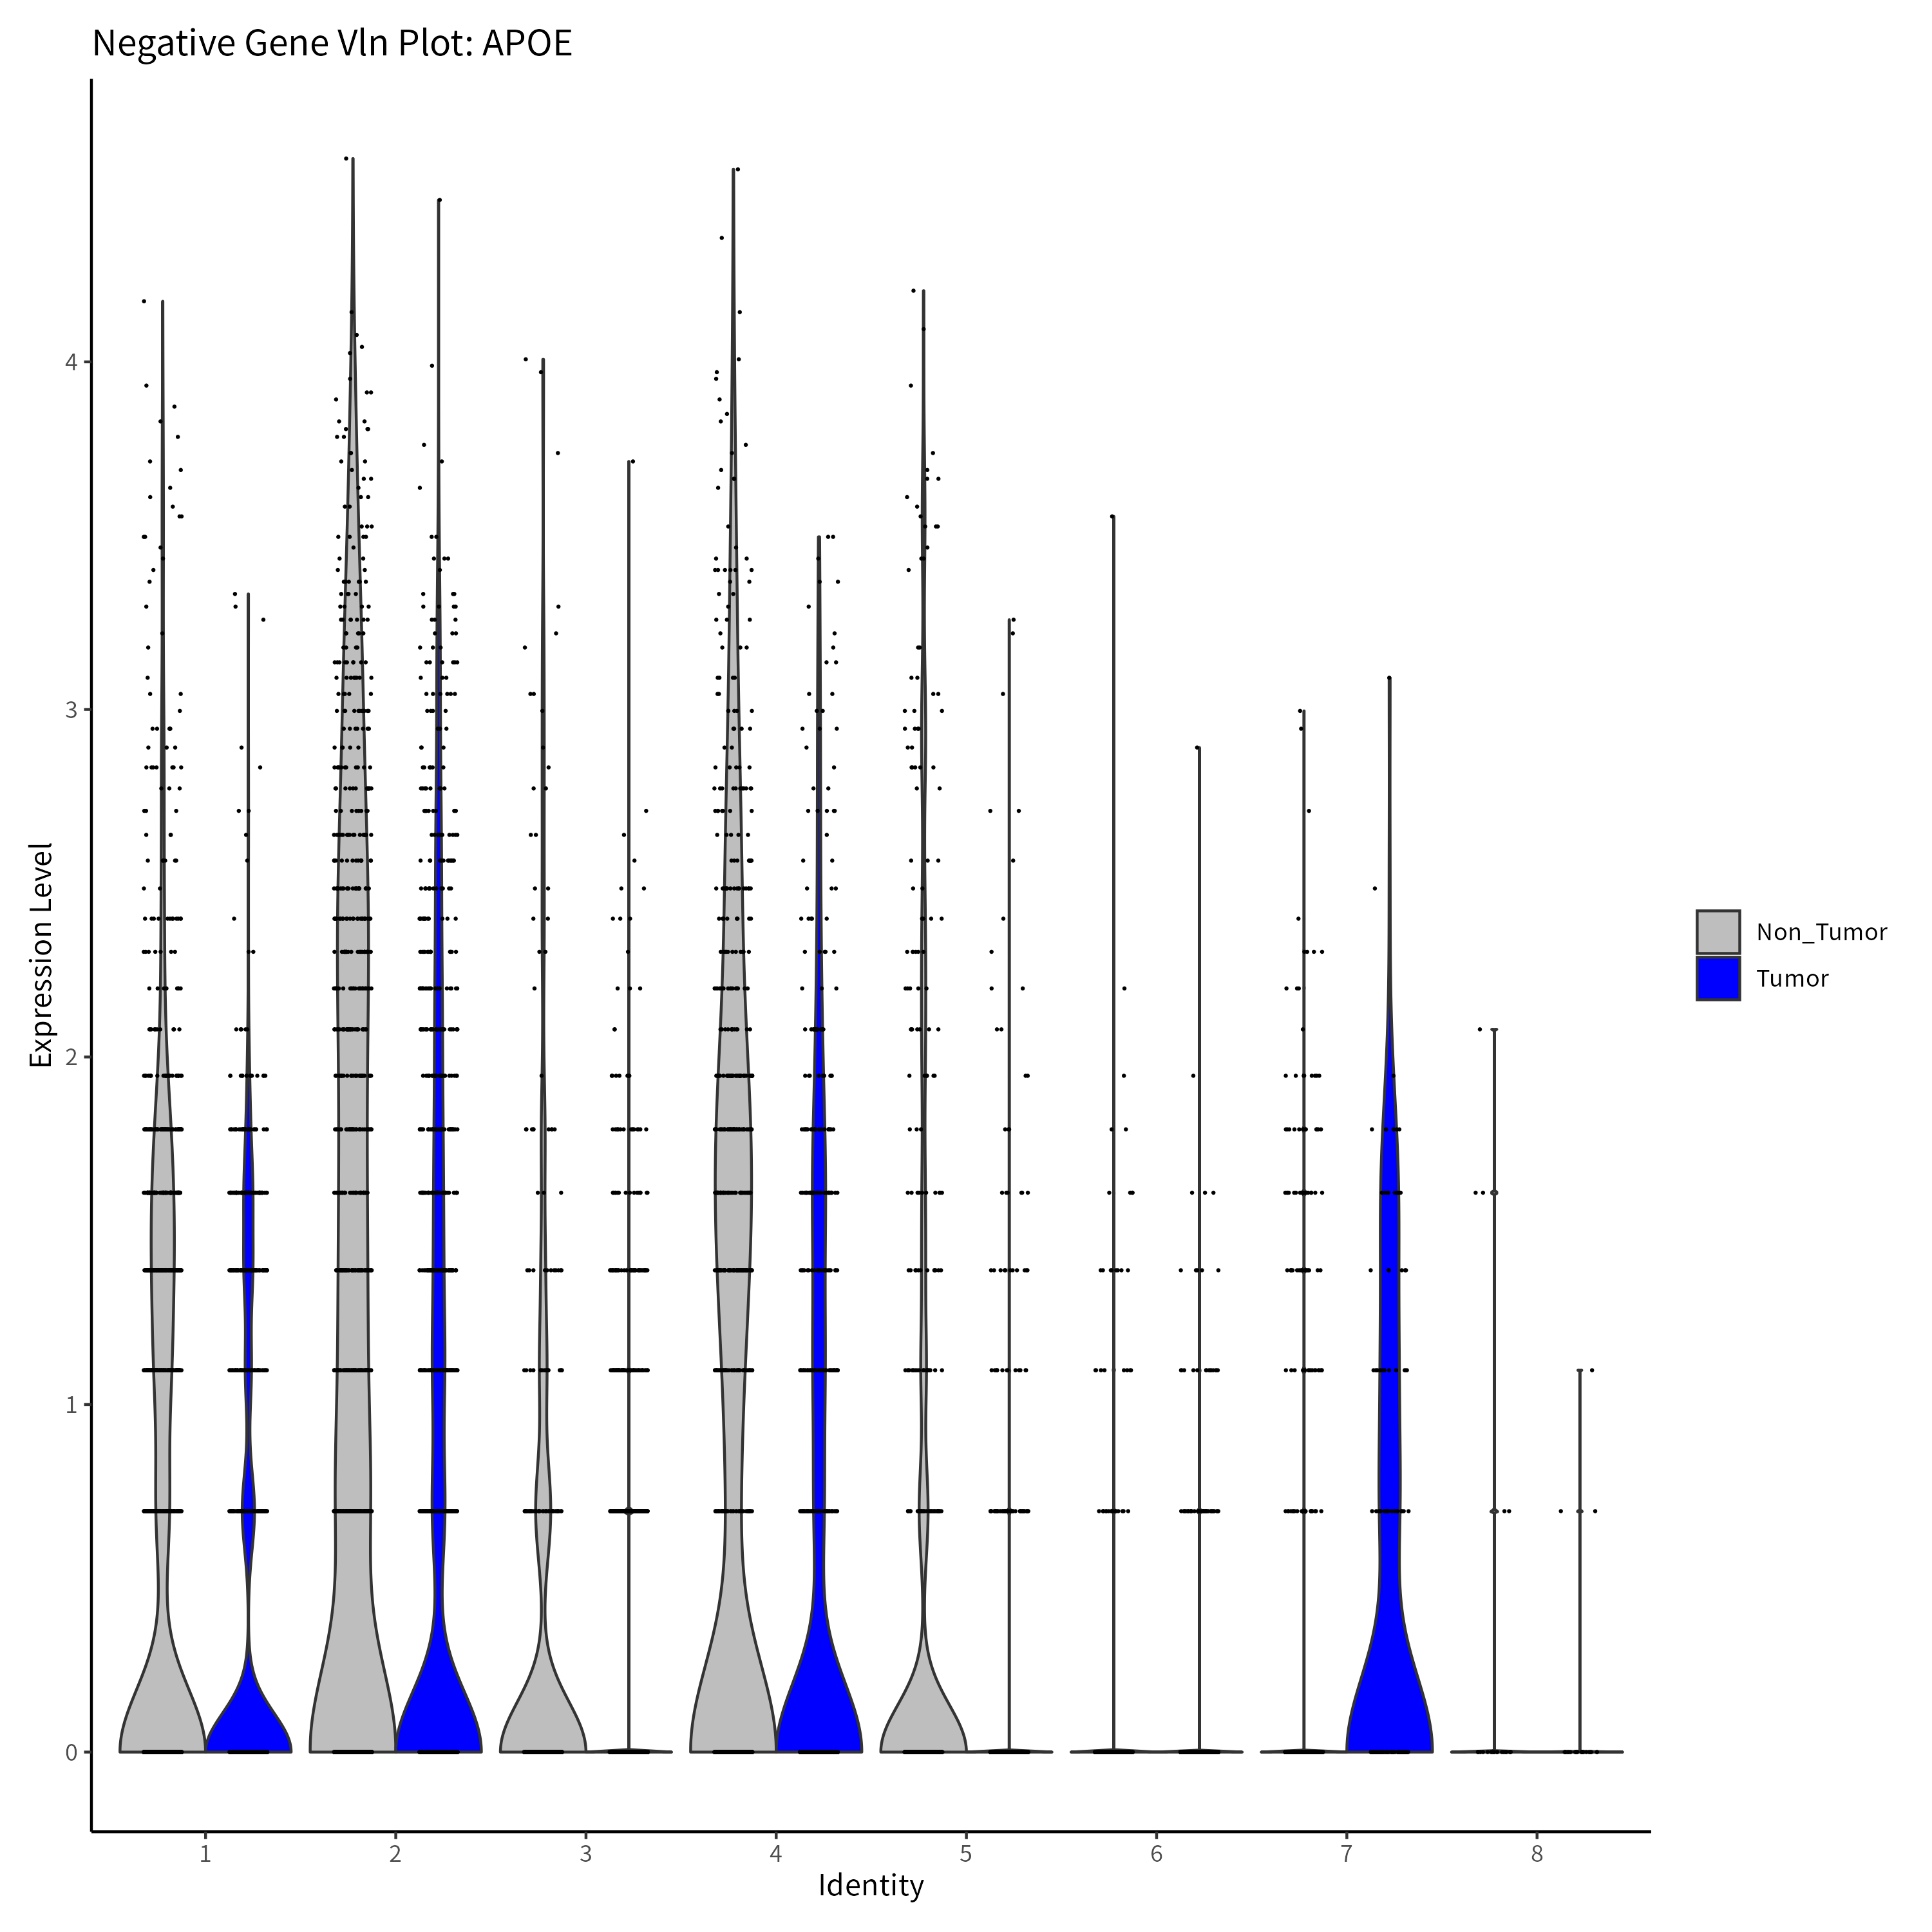 Negative Gene Vln Plot: APOE
Expression Level
4
3
2
1
0
1 2 3 4 5 6 7 8
Identity
Non_Tumor
Tumor